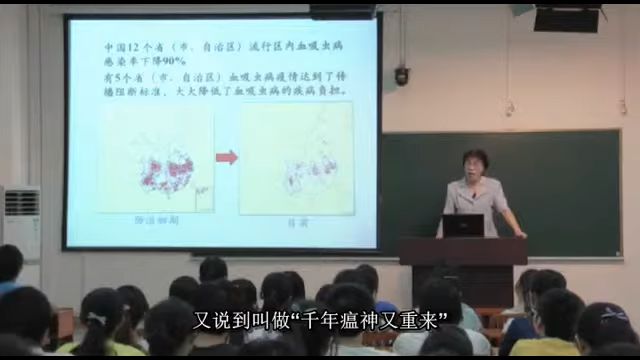 中国12个省（市、自治区）流行区内血吸虫病
感染率下降90%
有5个省（市、自治区）血吸虫病疫情达到了传
播阻断标准，大大降低了血吸虫病的疾病负担。
防治初期
目前
又说到叫做“千年瘟神又重来”